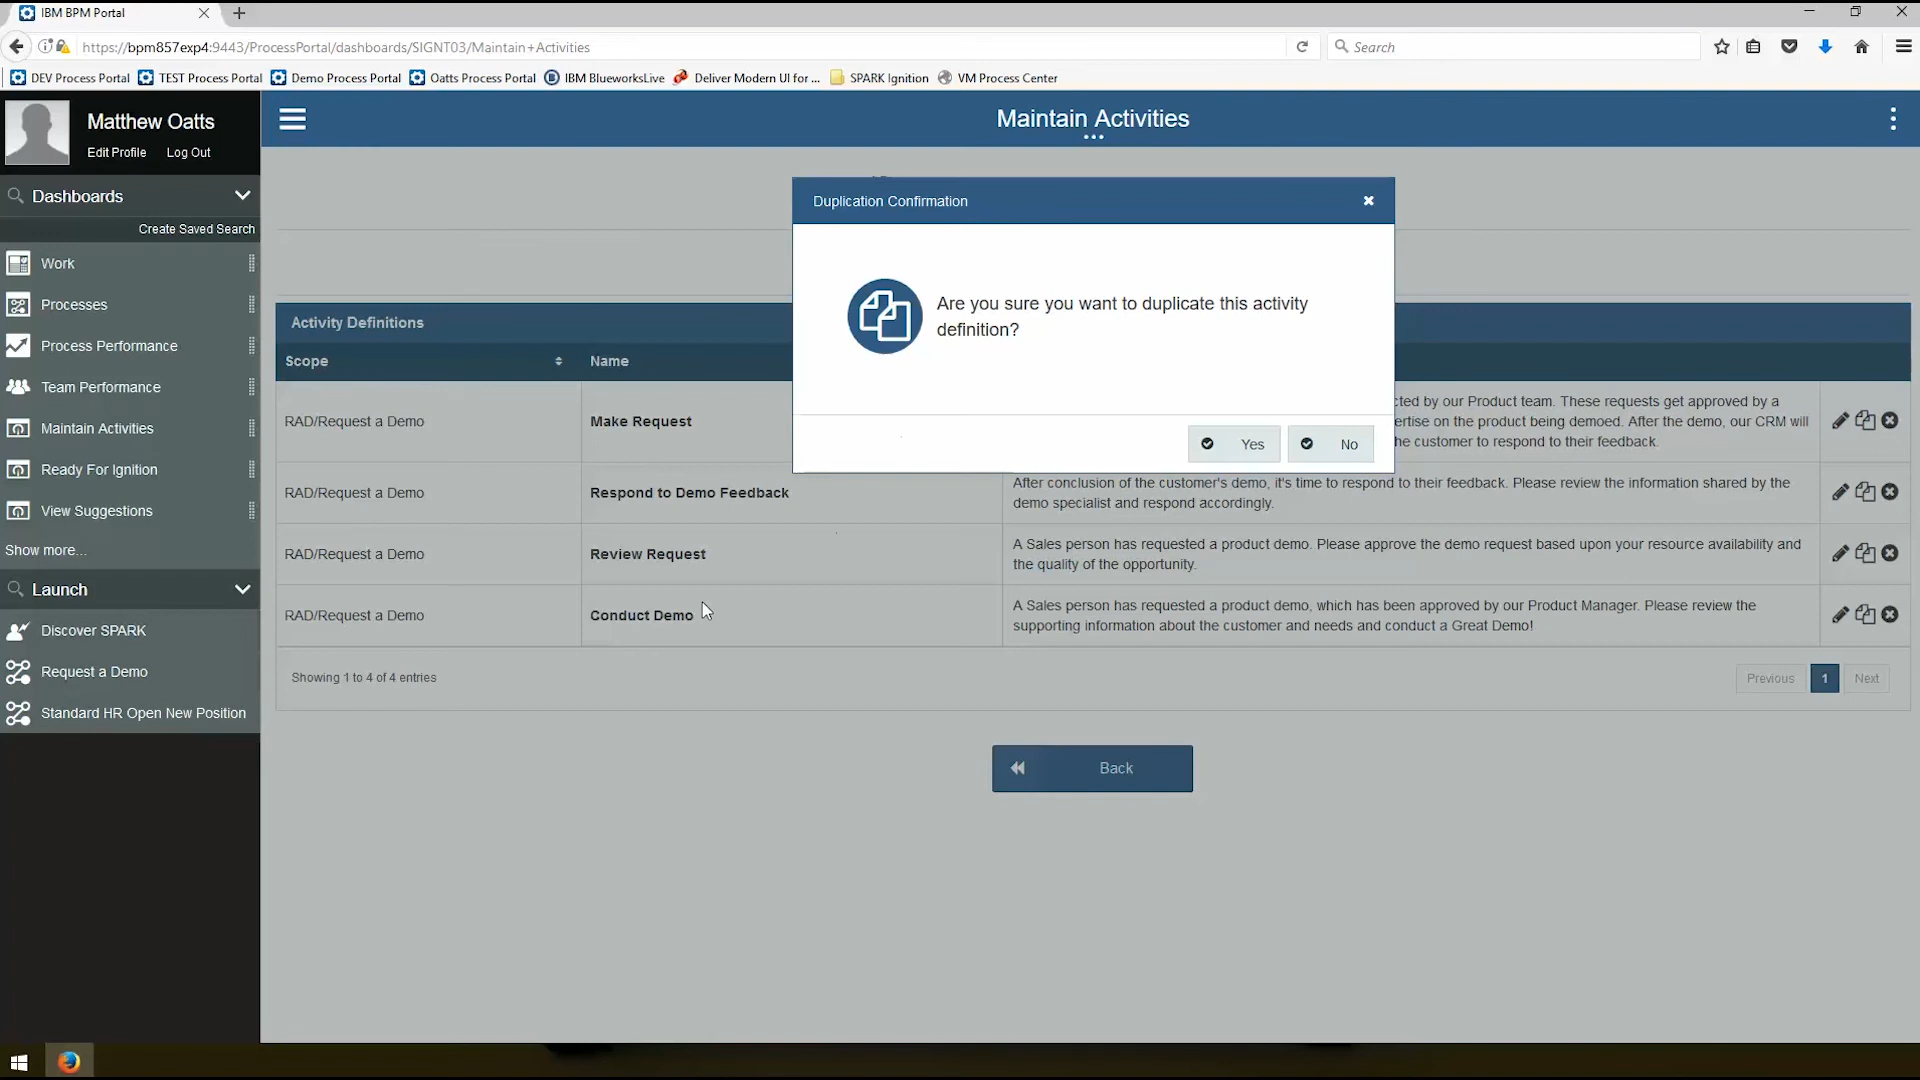 IBM BPM Portal
https://bpm857exp4:9443/ProcessPortal/dashboards/SIGNT03/Maintain+Activities
Search
DEV Process Portal
TEST Process Portal
Demo Process Portal
Oatts Process Portal
IBM BlueworksLive
Deliver Modern UI for ...
SPARK Ignition
VM Process Center
Matthew Oatts
Edit Profile
Log Out
Dashboards
Create Saved Search
Work
Processes
Process Performance
Team Performance
Maintain Activities
Ready For Ignition
View Suggestions
Show more...
Launch
Discover SPARK
Request a Demo
Standard HR Open New Position
Maintain Activities
Duplication Confirmation
Are you sure you want to duplicate this activity
definition?
Yes
No
Activity Definitions
Scope
Name
RAD/Request a Demo
Make Request
cted by our Product team. These requests get approved by a
ertise on the product being demoed. After the demo, our CRM will
he customer to respond to their feedback.
RAD/Request a Demo
Respond to Demo Feedback
After conclusion of the customer's demo, it's time to respond to their feedback. Please review the information shared by the
demo specialist and respond accordingly.
RAD/Request a Demo
Review Request
A Sales person has requested a product demo. Please approve the demo request based upon your resource availability and
the quality of the opportunity.
RAD/Request a Demo
Conduct Demo
A Sales person has requested a product demo, which has been approved by our Product Manager. Please review the
supporting information about the customer and needs and conduct a Great Demo!
Showing 1 to 4 of 4 entries
Previous
1
Next
Back